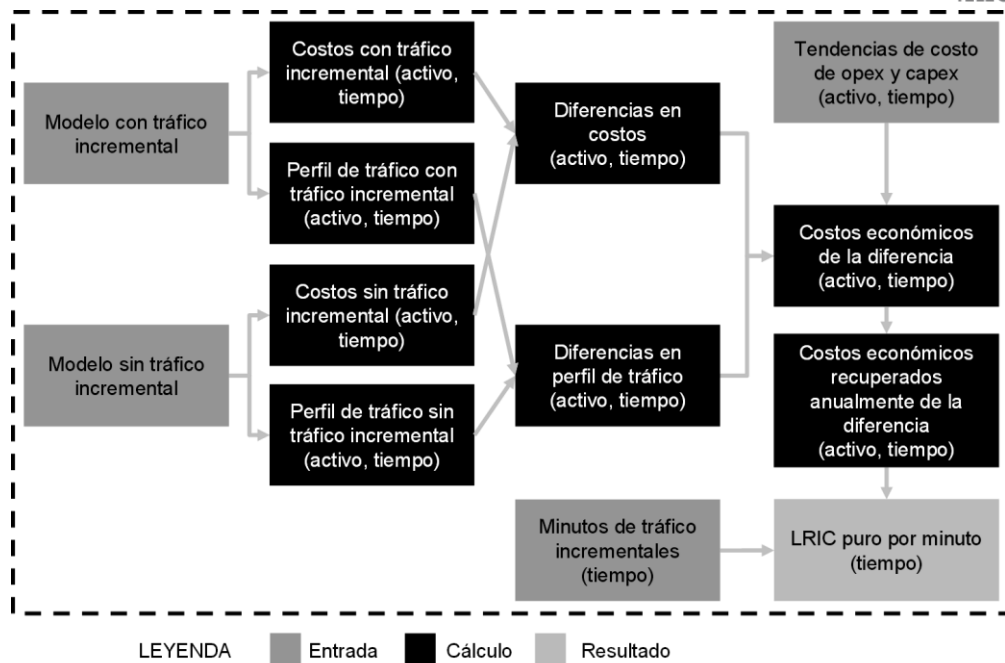 Costos con tráfico
incremental (activo,
tiempo)
Tendencias de costo
de opex y capex
(activo, tiempo)
Modelo con tráfico
incremental
Diferencias en
costos
(activo, tiempo)
Perfil de tráfico con
tráfico incremental
(activo, tiempo)
Costos económicos
de la diferencia
(activo, tiempo)
Costos sin tráfico
incremental (activo,
tiempo)
Modelo sin tráfico
incremental
Diferencias en
perfil de tráfico
(activo, tiempo)
Costos económicos
recuperados
anualmente de la
diferencia
(activo, tiempo)
Perfil de tráfico sin
tráfico incremental
(activo, tiempo)
Minutos de tráfico
incrementales
(tiempo)
LRIC puro por minuto
(tiempo)
LEYENDA Entrada Cálculo Resultado